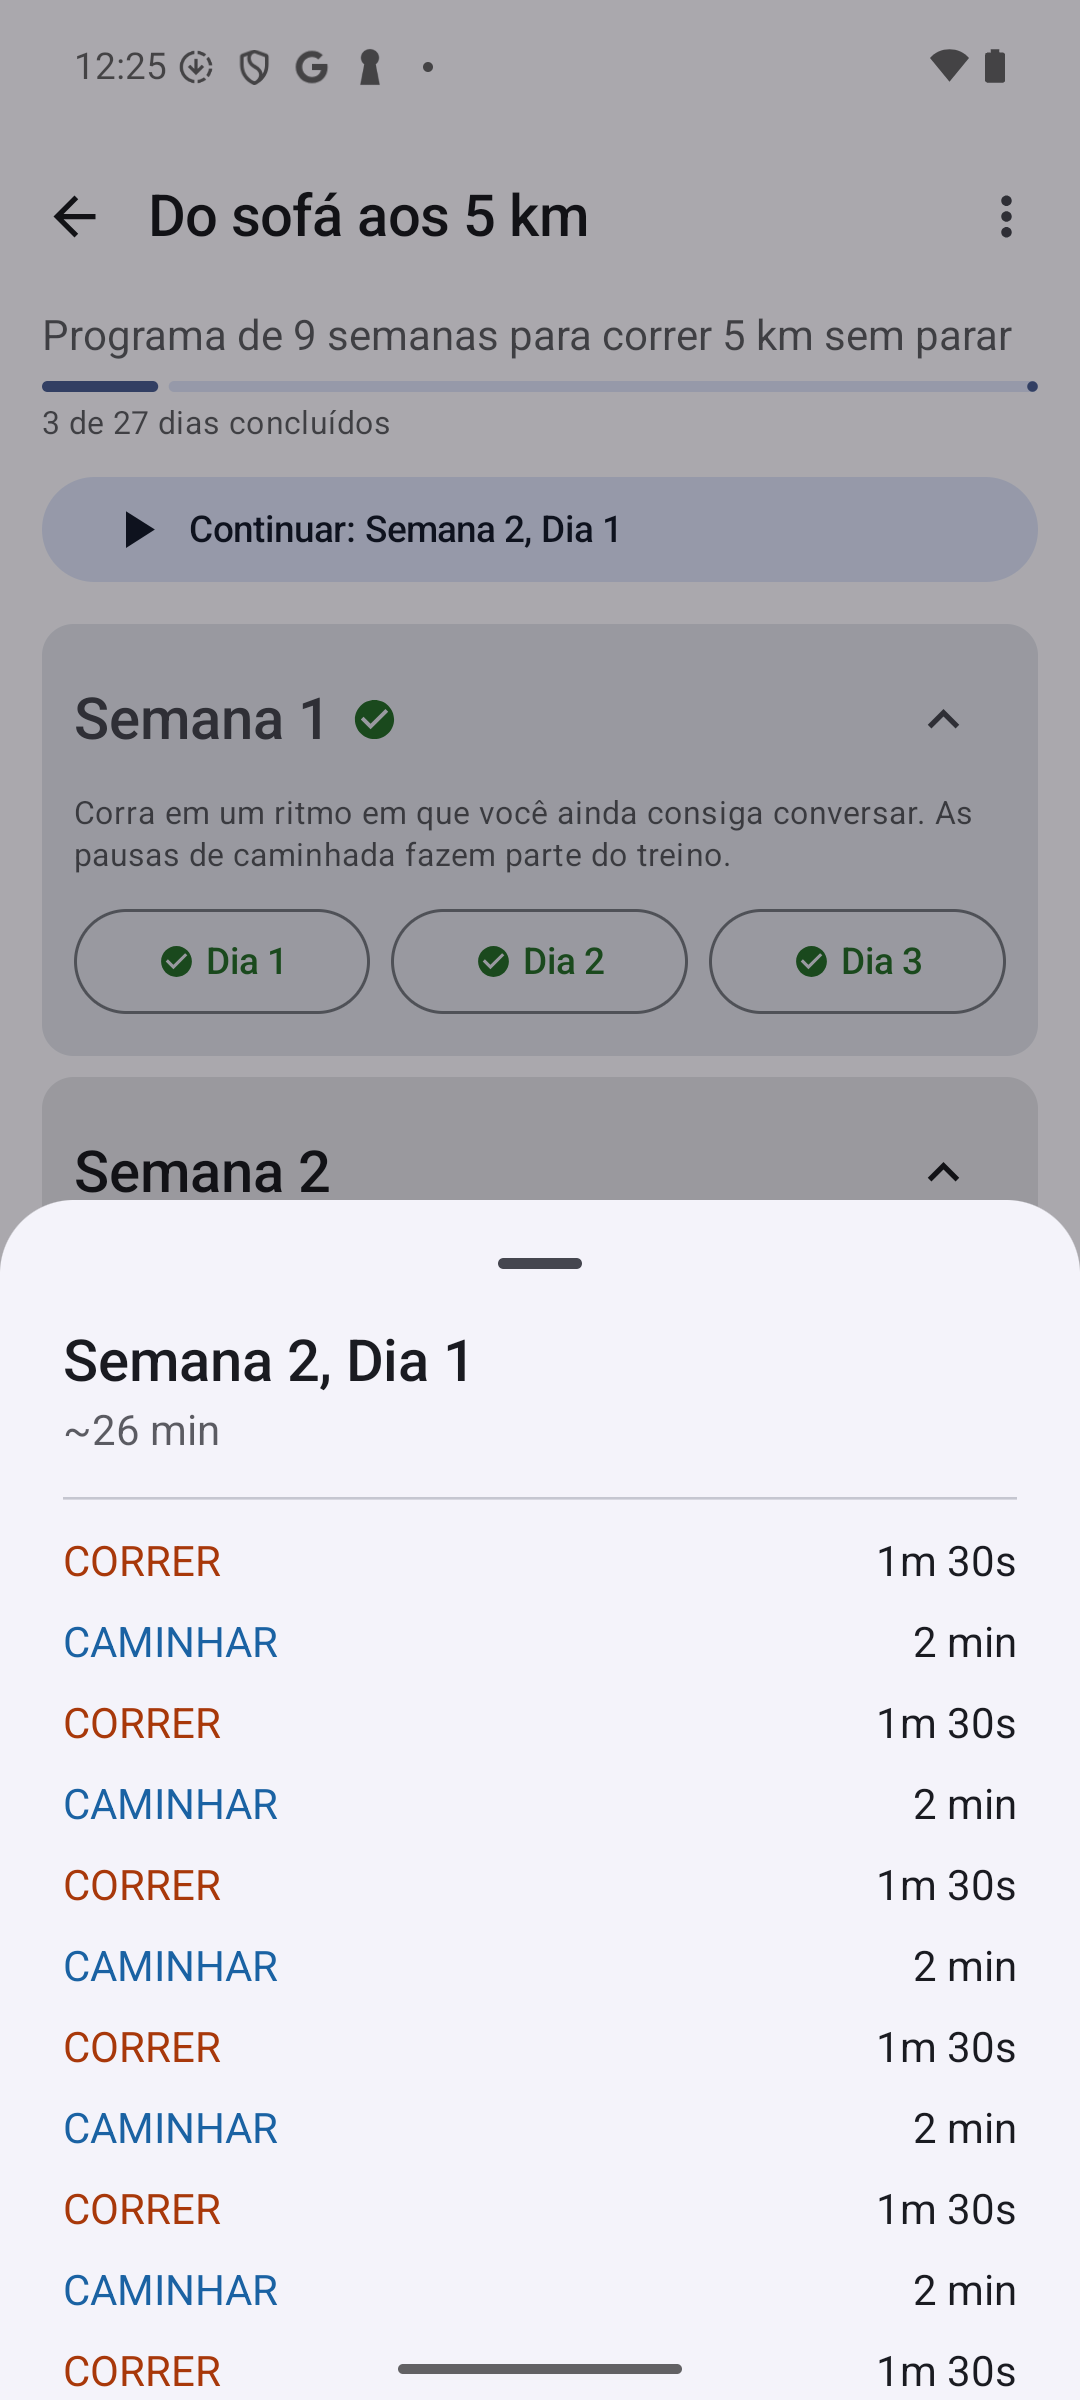 12:25
Do sofá aos 5 km
Programa de 9 semanas para correr 5 km sem parar
3 de 27 dias concluídos
Continuar: Semana 2, Dia 1
Semana 1
Corra em um ritmo em que você ainda consiga conversar. As
pausas de caminhada fazem parte do treino.
Dia 1
Dia 2
Dia 3
Semana 2
Semana 2, Dia 1
~26 min
CORRER 1m 30s
CAMINHAR 2 min
CORRER 1m 30s
CAMINHAR 2 min
CORRER 1m 30s
CAMINHAR 2 min
CORRER 1m 30s
CAMINHAR 2 min
CORRER 1m 30s
CAMINHAR 2 min
CORRER 1m 30s